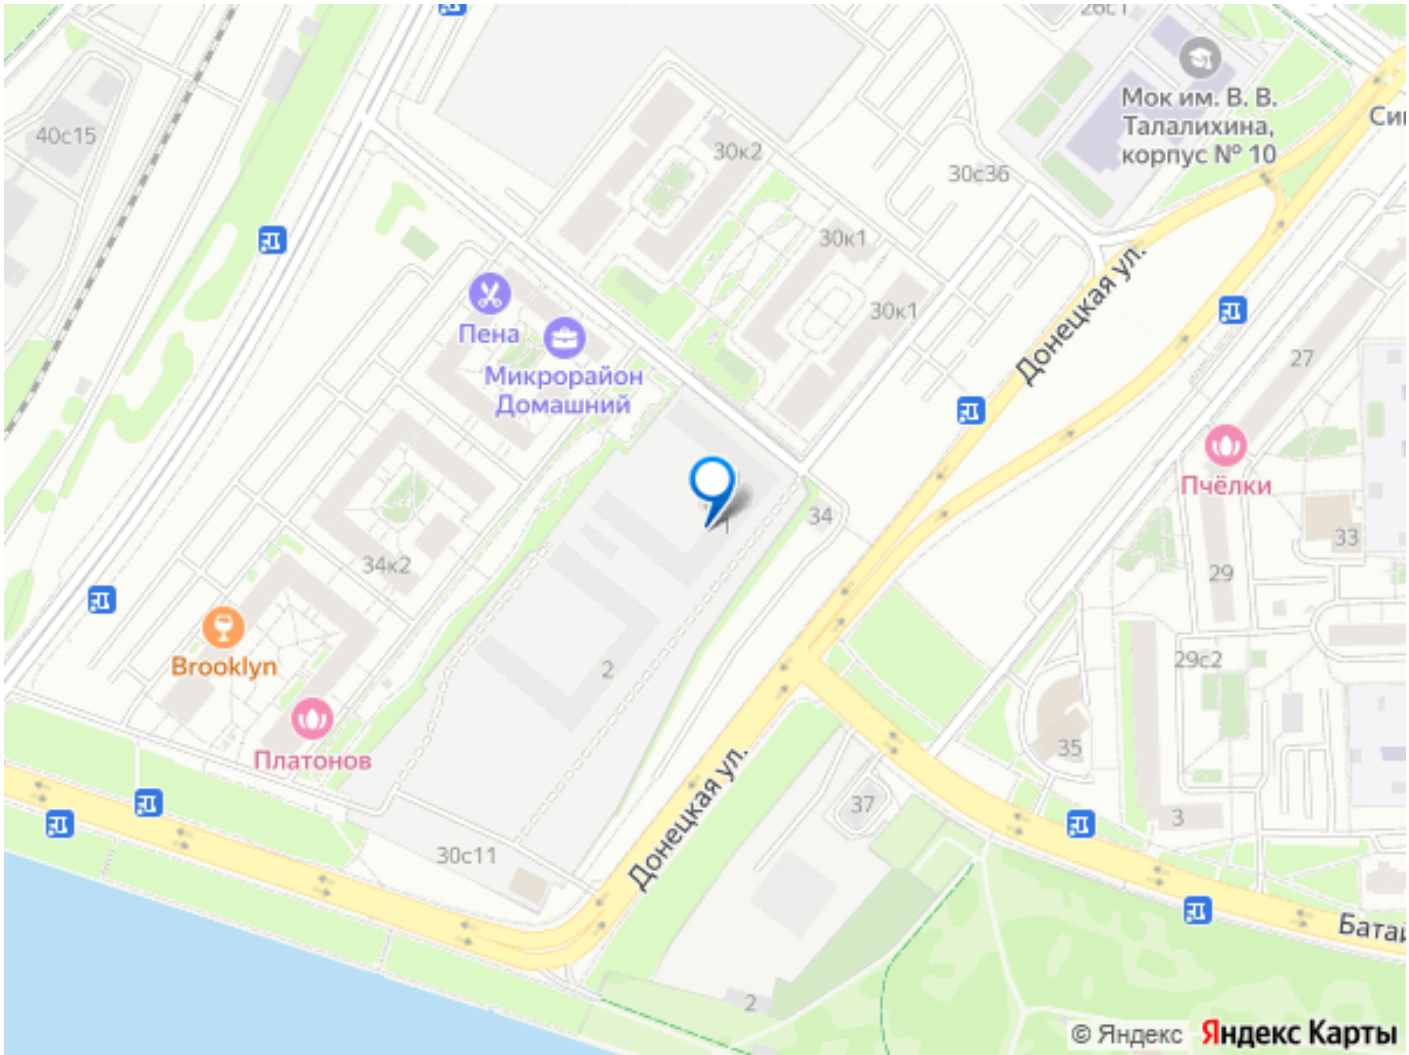 26с1
Мок им. В. В.
Талалихина,
корпус № 10
40с15
30к2
30с36
30к1
Донецкая ул.
30к1
Пена
Микрорайон
Домашний
27
Пчёлки
34
33
1
34к2
29
Brooklyn
2
29с2
Платонов
35
Донецкая ул.
37
3
30с11
2
© Яндекс Яндекс Карты